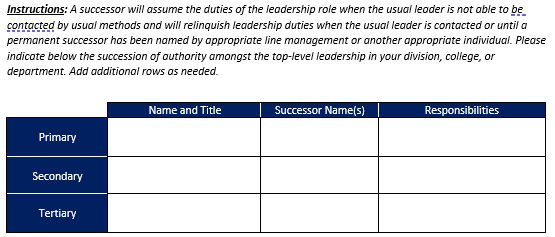 Instructions: A successor will assume the duties of the leadership role when the usual leader is not able to be
contacted by usual methods and will relinquish leadership duties when the usual leader is contacted or until a
permanent successor has been named by appropriate line management or another appropriate individual. Please
indicate below the succession of authority amongst the top-level leadership in your division, college, or
department. Add additional rows as needed.
Name and Title Successor Name(s) Responsibilities
Primary
Secondary
Tertiary